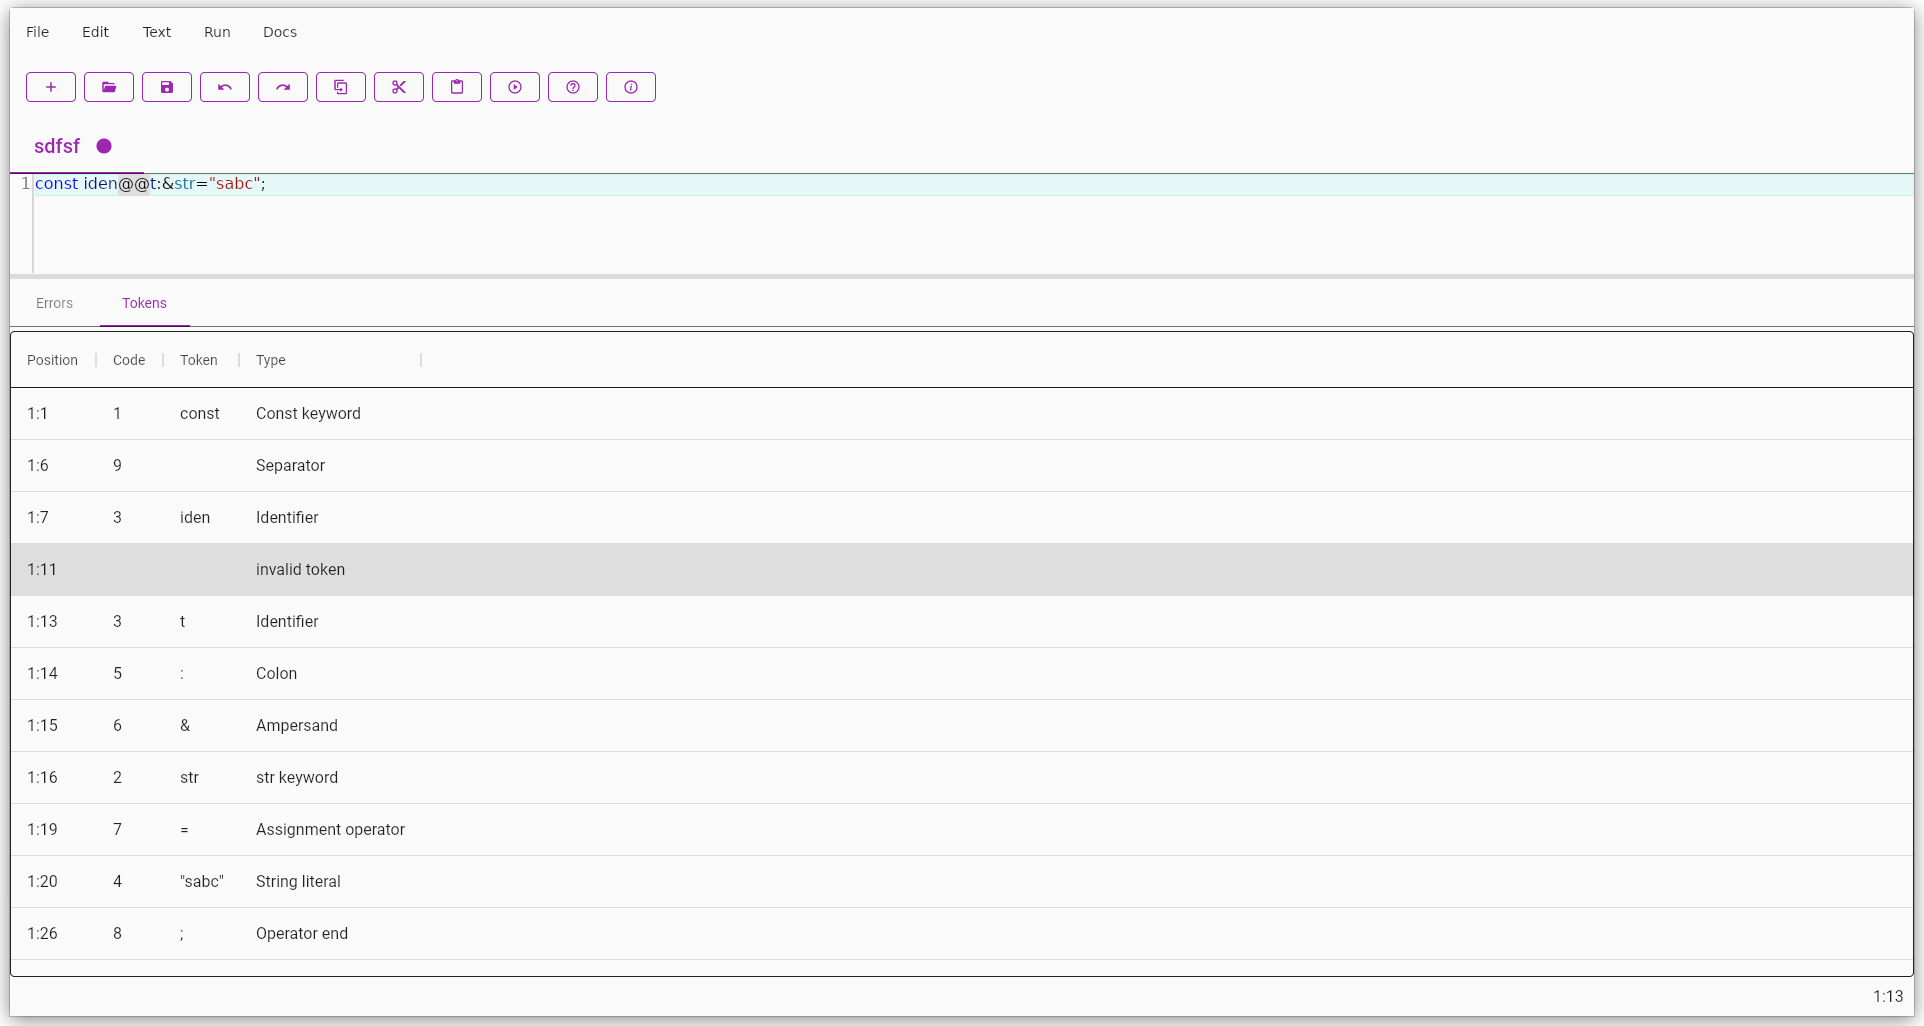 File Edit Text Run Docs
sdfsf
1 const iden@@t:&str="sabc";
Errors Tokens
Position Code Token Type
1:1 1 const Const keyword
1:6 9 Separator
1:7 3 iden Identifier
1:11 invalid token
1:13 3 t Identifier
1:14 5 : Colon
1:15 6 & Ampersand
1:16 2 str str keyword
1:19 7 = Assignment operator
1:20 4 "sabc" String literal
1:26 8 ; Operator end
1:13